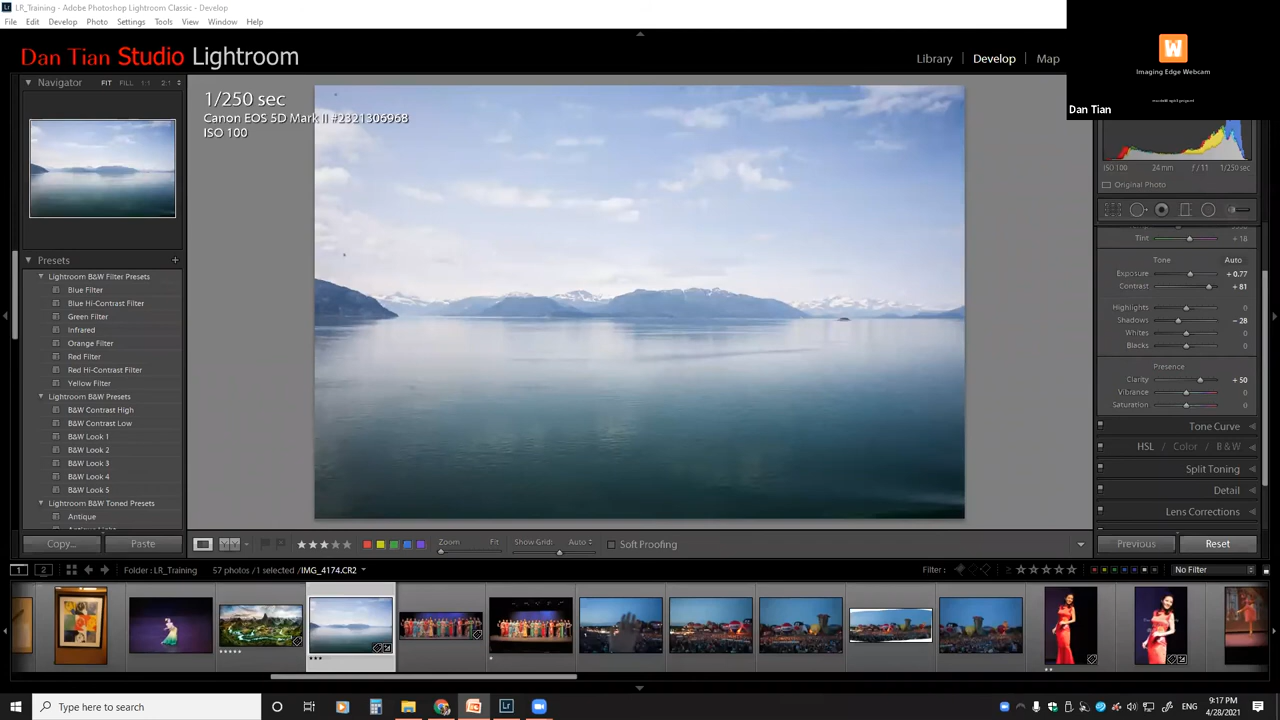 LR_Training - Adobe Photoshop Lightroom Classic - Develop
File Edit Develop Photo Settings Tools View Window Help
Dan Tian Studio Lightroom
Library Develop Map
Imaging Edge Webcam
Dan Tian
Navigator FIT FILL 1:1 2:1
1/250 sec
Canon EOS 5D Mark II #2321306968
ISO 100
Presets
Lightroom B&W Filter Presets
Blue Filter
Blue Hi-Contrast Filter
Green Filter
Infrared
Orange Filter
Red Filter
Red Hi-Contrast Filter
Yellow Filter
Lightroom B&W Presets
B&W Contrast High
B&W Contrast Low
B&W Look 1
B&W Look 2
B&W Look 3
B&W Look 4
B&W Look 5
Lightroom B&W Toned Presets
Antique
ISO 100 24 mm f / 11 1/250 sec
Original Photo
Tint + 18
Tone Auto
Exposure + 0.77
Contrast + 81
Highlights 0
Shadows - 28
Whites 0
Blacks 0
Presence
Clarity + 50
Vibrance 0
Saturation 0
Tone Curve
HSL / Color / B & W
Split Toning
Detail
Lens Corrections
Copy... Paste
Zoom Fit Show Grid: Auto Soft Proofing
Previous Reset
1 2 Folder : LR_Training 57 photos / 1 selected / IMG_4174.CR2 Filter : No Filter
Type here to search
ENG
9:17 PM
4/28/2021